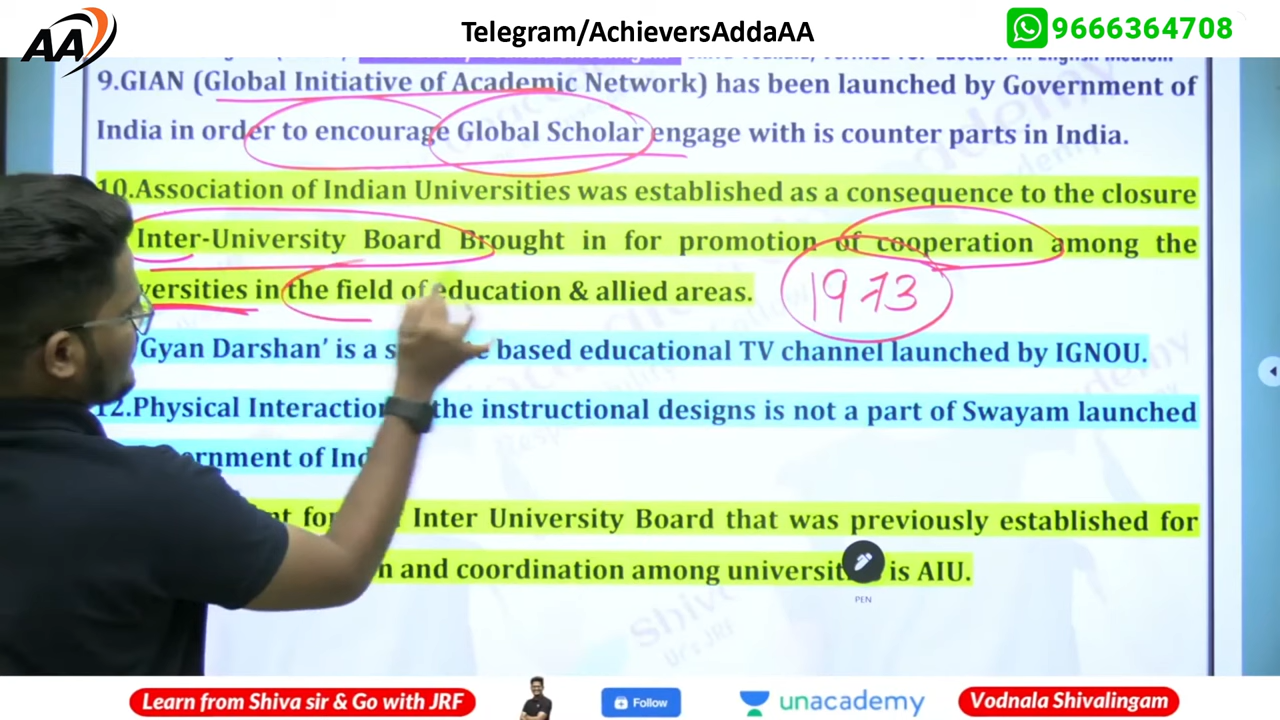 AA
Telegram/AchieversAddaAA
9666364708
9.GIAN (Global Initiative of Academic Network) has been launched by Government of
India in order to encourage Global Scholar engage with is counter parts in India.
10.Association of Indian Universities was established as a consequence to the closure
Inter-University Board Brought in for promotion of cooperation among the
versities in the field of education & allied areas.
1973
Gyan Darshan' is a based educational TV channel launched by IGNOU.
12.Physical Interaction the instructional designs is not a part of Swayam launched
ernment of Ind
for Inter University Board that was previously established for
n and coordination among universit is AIU.
PEN
Learn from Shiva sir & Go with JRF
Follow
unacademy
Vodnala Shivalingam